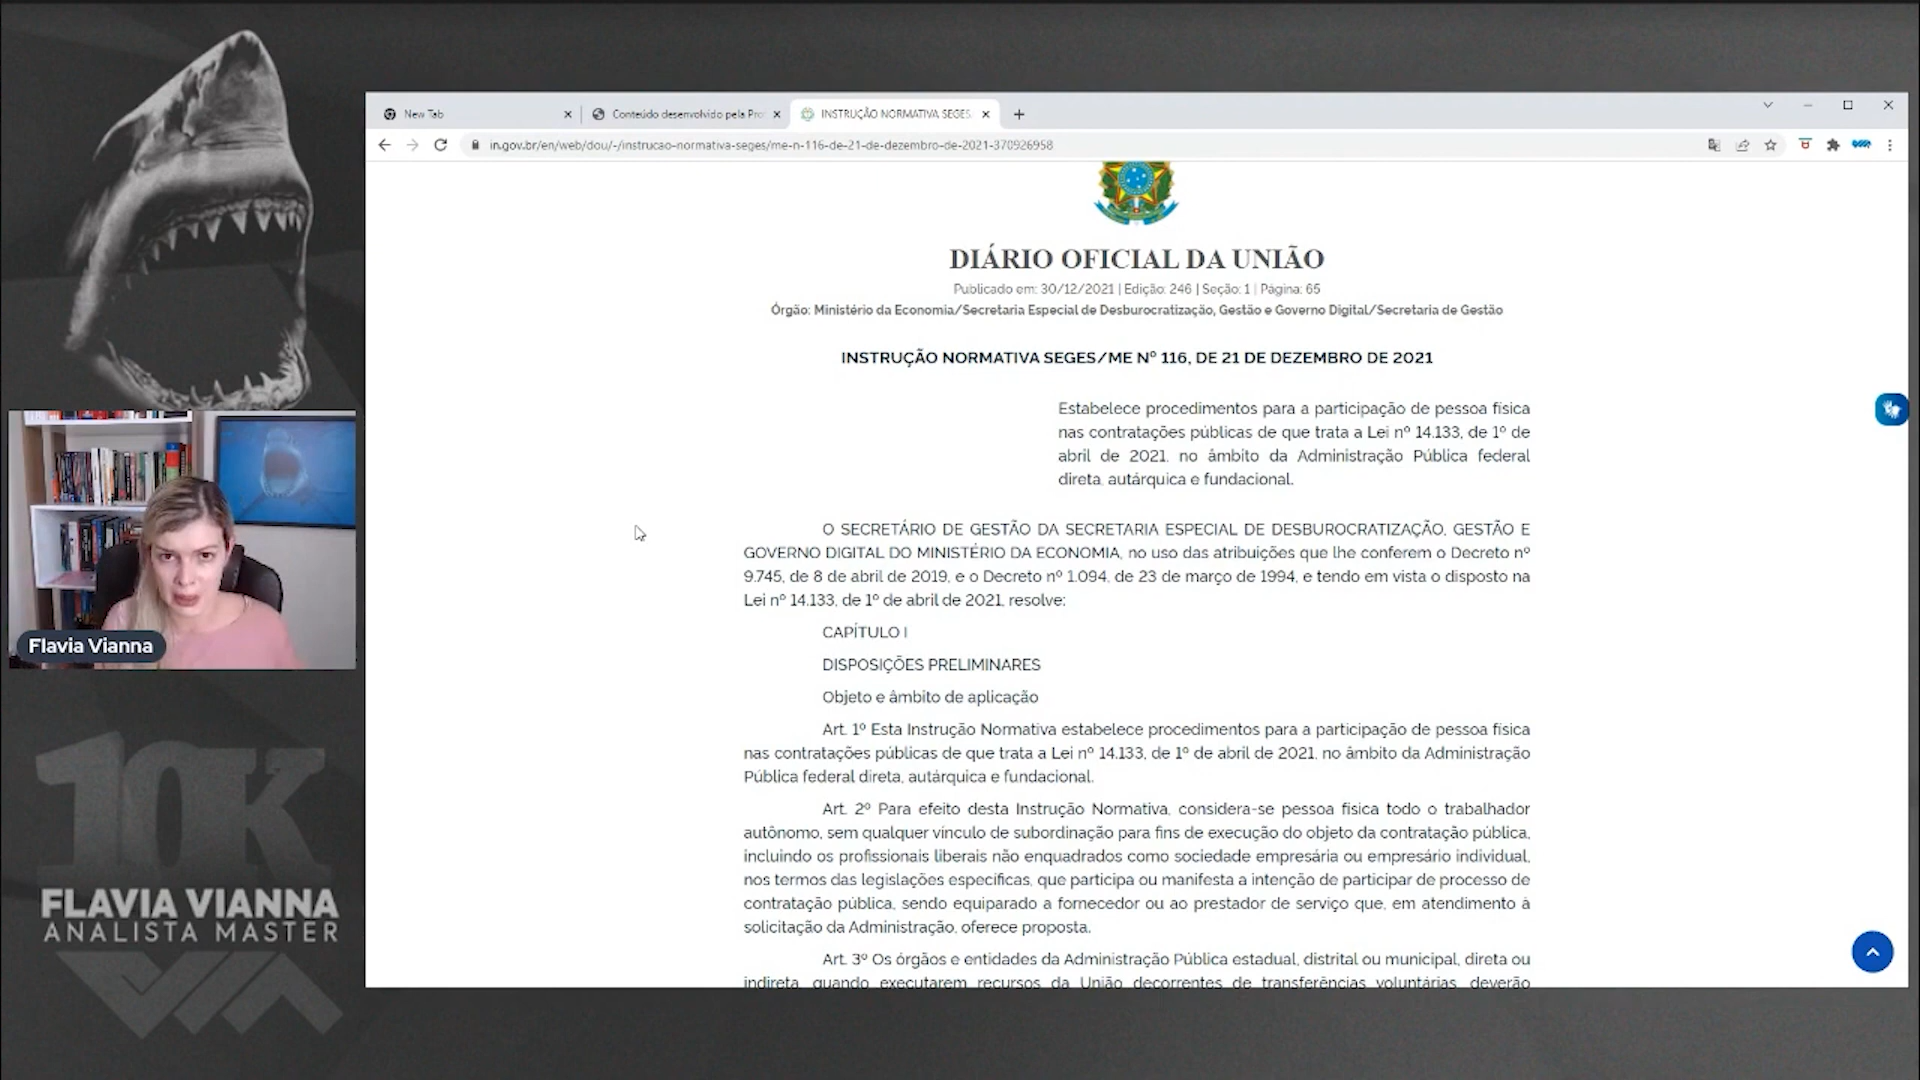 New Tab
Conteúdo desenvolvido pela Pro
INSTRUÇÃO NORMATIVA SEGES
in.gov.br/en/web/dou/-/instrucao-normativa-seges/me-n-116-de-21-de-dezembro-de-2021-370926958
DIÁRIO OFICIAL DA UNIÃO
Publicado em: 30/12/2021 | Edição: 246 | Seção: 1 | Página: 65
Órgão: Ministério da Economia/Secretaria Especial de Desburocratização, Gestão e Governo Digital/Secretaria de Gestão
INSTRUÇÃO NORMATIVA SEGES/ME Nº 116, DE 21 DE DEZEMBRO DE 2021
Estabelece procedimentos para a participação de pessoa física
nas contratações públicas de que trata a Lei nº 14.133, de 1º de
abril de 2021, no âmbito da Administração Pública federal
direta, autárquica e fundacional.
O SECRETÁRIO DE GESTÃO DA SECRETARIA ESPECIAL DE DESBUROCRATIZAÇÃO, GESTÃO E
GOVERNO DIGITAL DO MINISTÉRIO DA ECONOMIA, no uso das atribuições que lhe conferem o Decreto nº
9.745, de 8 de abril de 2019, e o Decreto nº 1.094, de 23 de março de 1994, e tendo em vista o disposto na
Lei nº 14.133, de 1º de abril de 2021, resolve:
CAPÍTULO I
DISPOSIÇÕES PRELIMINARES
Objeto e âmbito de aplicação
Art. 1º Esta Instrução Normativa estabelece procedimentos para a participação de pessoa física
nas contratações públicas de que trata a Lei nº 14.133, de 1º de abril de 2021, no âmbito da Administração
Pública federal direta, autárquica e fundacional.
Art. 2º Para efeito desta Instrução Normativa, considera-se pessoa física todo o trabalhador
autônomo, sem qualquer vínculo de subordinação para fins de execução do objeto da contratação pública,
incluindo os profissionais liberais não enquadrados como sociedade empresária ou empresário individual,
nos termos das legislações específicas, que participa ou manifesta a intenção de participar de processo de
contratação pública, sendo equiparado a fornecedor ou ao prestador de serviço que, em atendimento à
solicitação da Administração, oferece proposta.
Art. 3º Os órgãos e entidades da Administração Pública estadual, distrital ou municipal, direta ou
indireta, quando executarem recursos da União decorrentes de transferências voluntárias, deverão
Flavia Vianna
10K
FLAVIA VIANNA
ANALISTA MASTER